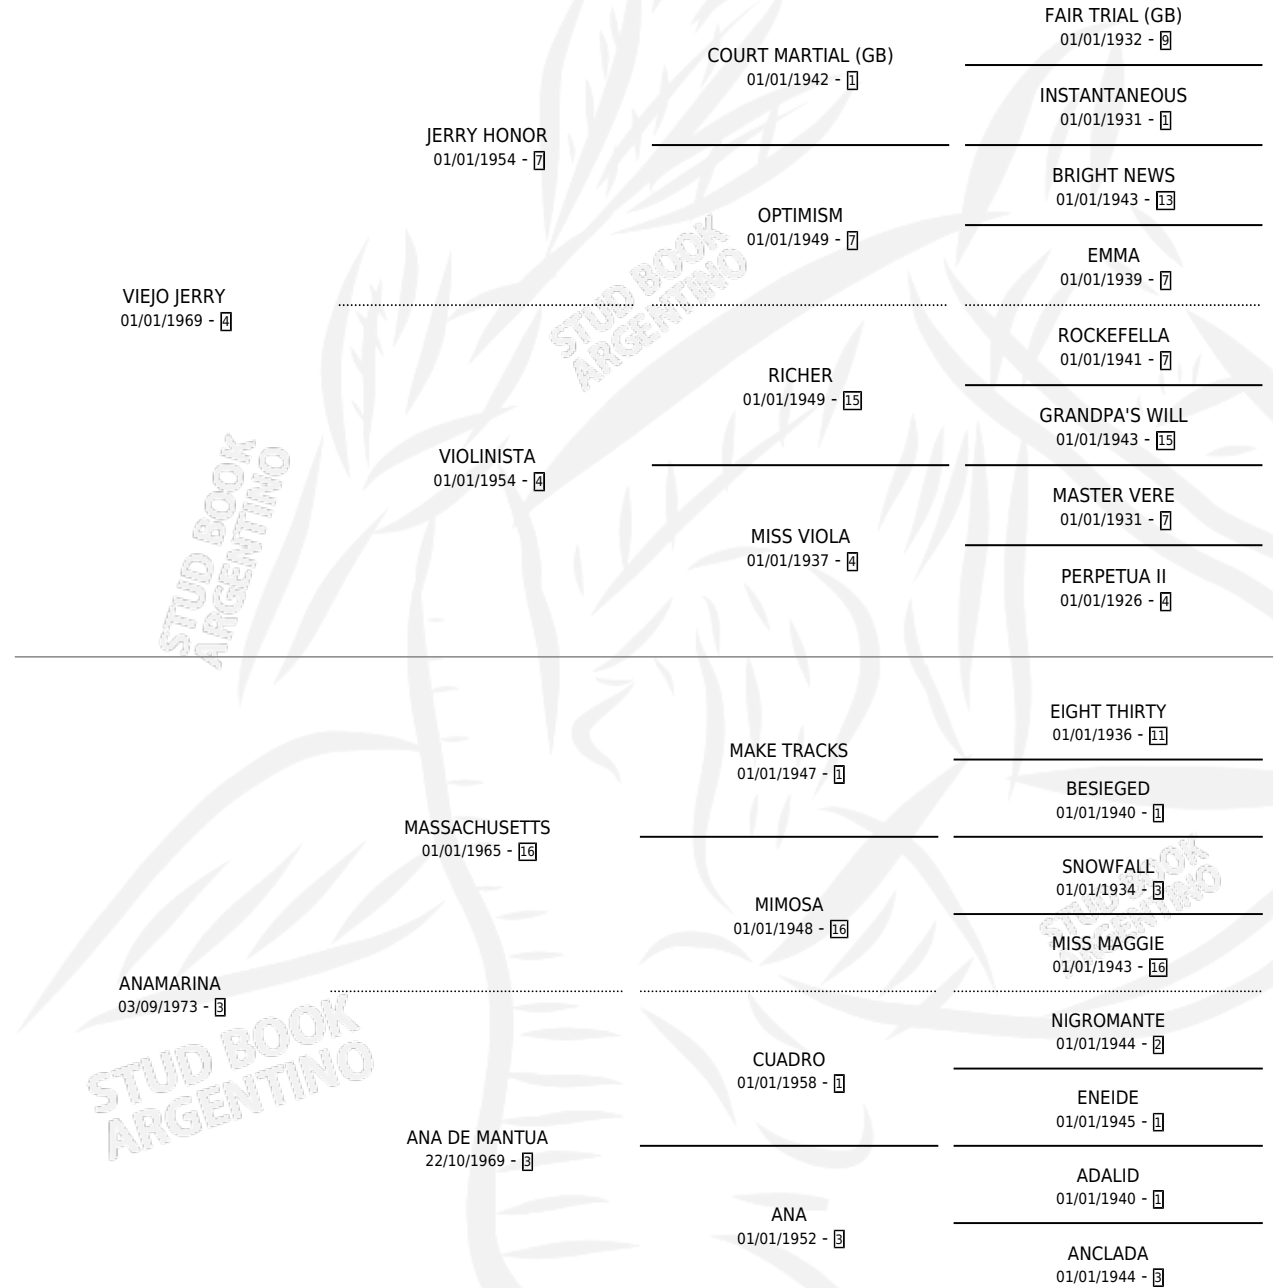 FAIR TRIAL (GB)
01/01/1932 - 9
COURT MARTIAL (GB)
01/01/1942 - 1
INSTANTANEOUS
01/01/1931 - 1
JERRY HONOR
01/01/1954 - 7
BRIGHT NEWS
01/01/1943 - 13
OPTIMISM
01/01/1949 - 7
EMMA
01/01/1939 - 7
VIEJO JERRY
01/01/1969 - 4
ROCKEFELLA
01/01/1941 - 7
RICHER
01/01/1949 - 15
GRANDPA'S WILL
01/01/1943 - 15
VIOLINISTA
01/01/1954 - 4
MASTER VERE
01/01/1931 - 7
MISS VIOLA
01/01/1937 - 4
PERPETUA II
01/01/1926 - 4
STUD BOOK
ARGENTINO
STUD BOOK
ARGENTINO
EIGHT THIRTY
01/01/1936 - 11
MAKE TRACKS
01/01/1947 - 1
BESIEGED
01/01/1940 - 1
MASSACHUSETTS
01/01/1965 - 16
SNOWFALL
01/01/1934 - 3
MIMOSA
01/01/1948 - 16
MISS MAGGIE
01/01/1943 - 16
ANAMARINA
03/09/1973 - 3
NIGROMANTE
01/01/1944 - 2
CUADRO
01/01/1958 - 1
ENEIDE
01/01/1945 - 1
ANA DE MANTUA
22/10/1969 - 3
ADALID
01/01/1940 - 1
ANA
01/01/1952 - 3
ANCLADA
01/01/1944 - 3
STUD BOOK
ARGENTINO
STUD BOOK
ARGENTINO